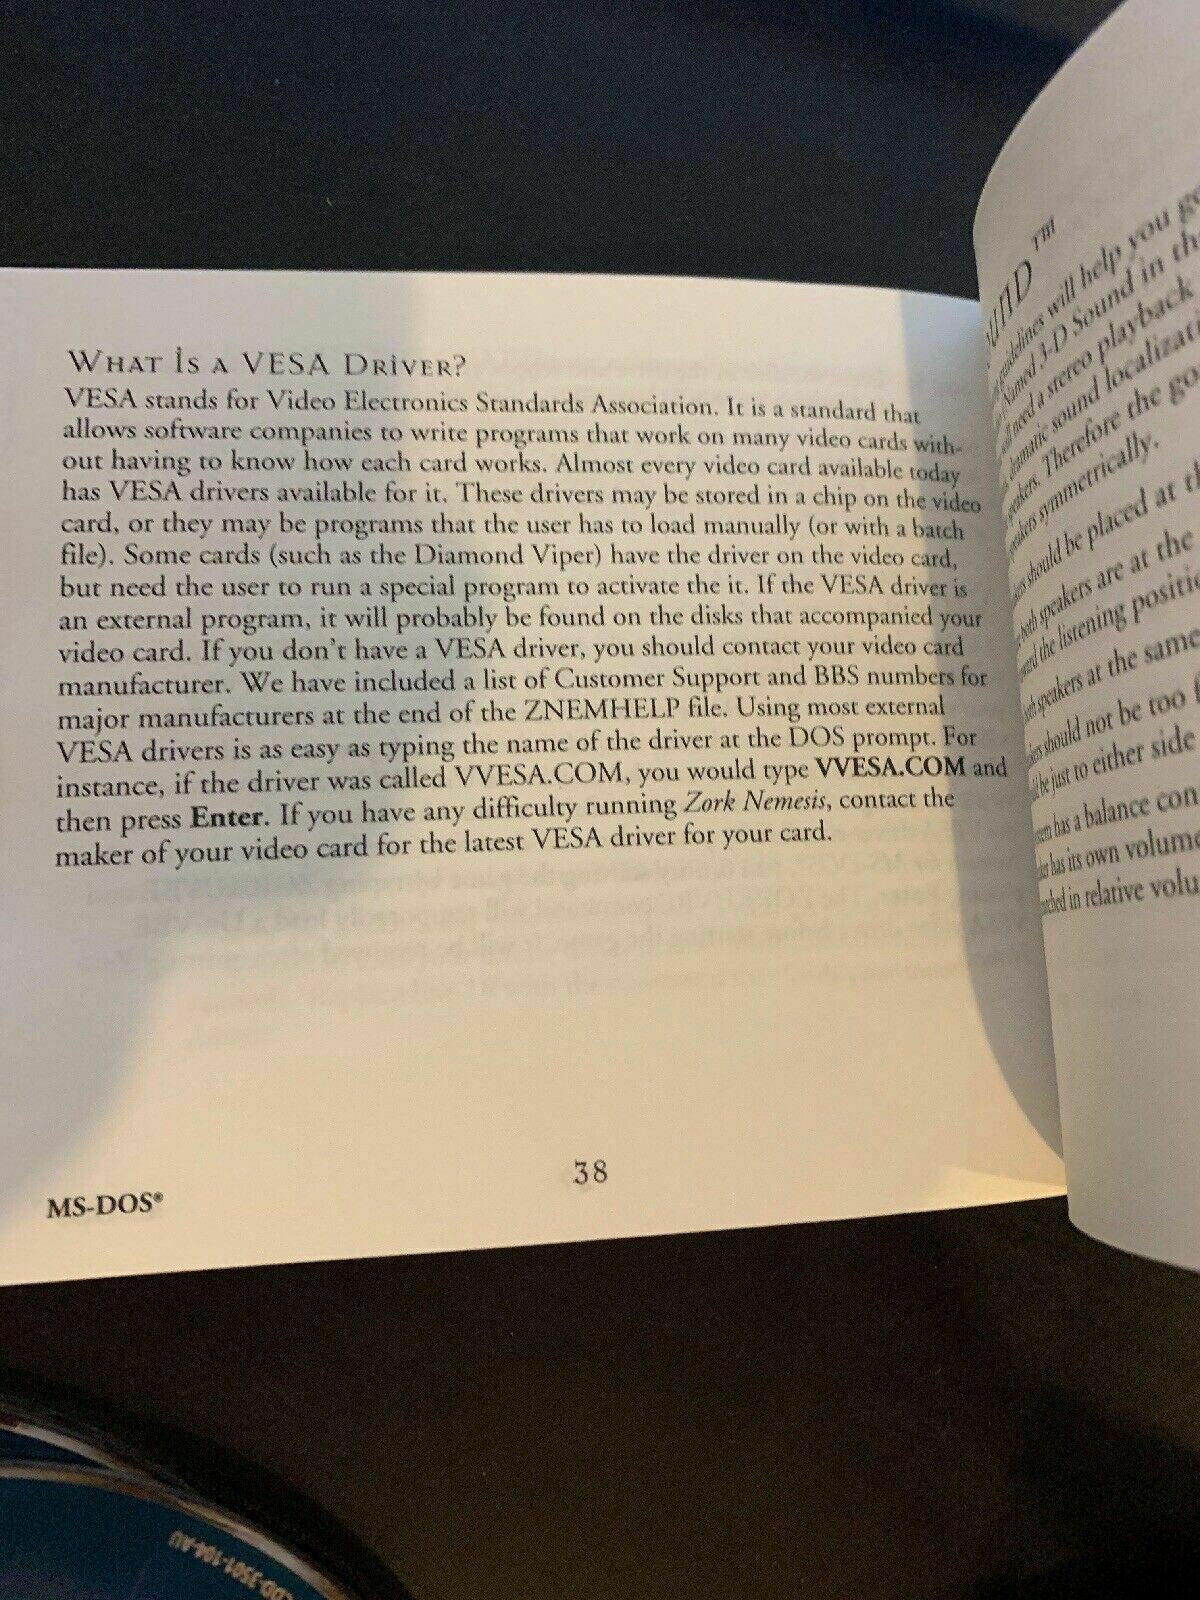 WHAT İS A VESA DRİVER?
VESA stands for Video Electronics Standards Association. It is a standard that
allows software companies to write programs that work on many video cards with-
out having to know how each card works. Almost every video card available today
has VESA drivers available for it. These drivers may be stored in a chip on the video
card, or they may be programs that the user has to load manually (or with a batch
file). Some cards (such as the Diamond Viper) have the driver on the video card,
but need the user to run a special program to activate the it. If the VESA driver is
an external program, it will probably be found on the disks that accompanied your
video card. If you don't have a VESA driver, you should contact your video card
manufacturer. We have included a list of Customer Support and BBS numbers for
major manufacturers at the end of the ZNEMHELP file. Using most external
VESA drivers is as easy as typing the name of the driver at the DOS prompt. For
instance, if the driver was called VVESA.COM, you would type VVESA.COM and
then press Enter. If you have any difficulty running Zork Nemesis, contact the
maker of your video card for the latest VESA driver for your card.
38
MS-DOS®
™
guidelines will help you
Named 3-D Sound in
need a stereo playback
dramatic sound
speakers. Therefore the
symmetrically.
should be placed at
both speakers are at the
the listening
speakers at the same
should not be too
be just to either side
has a balance
has its own
in relative
-3501-104-AU